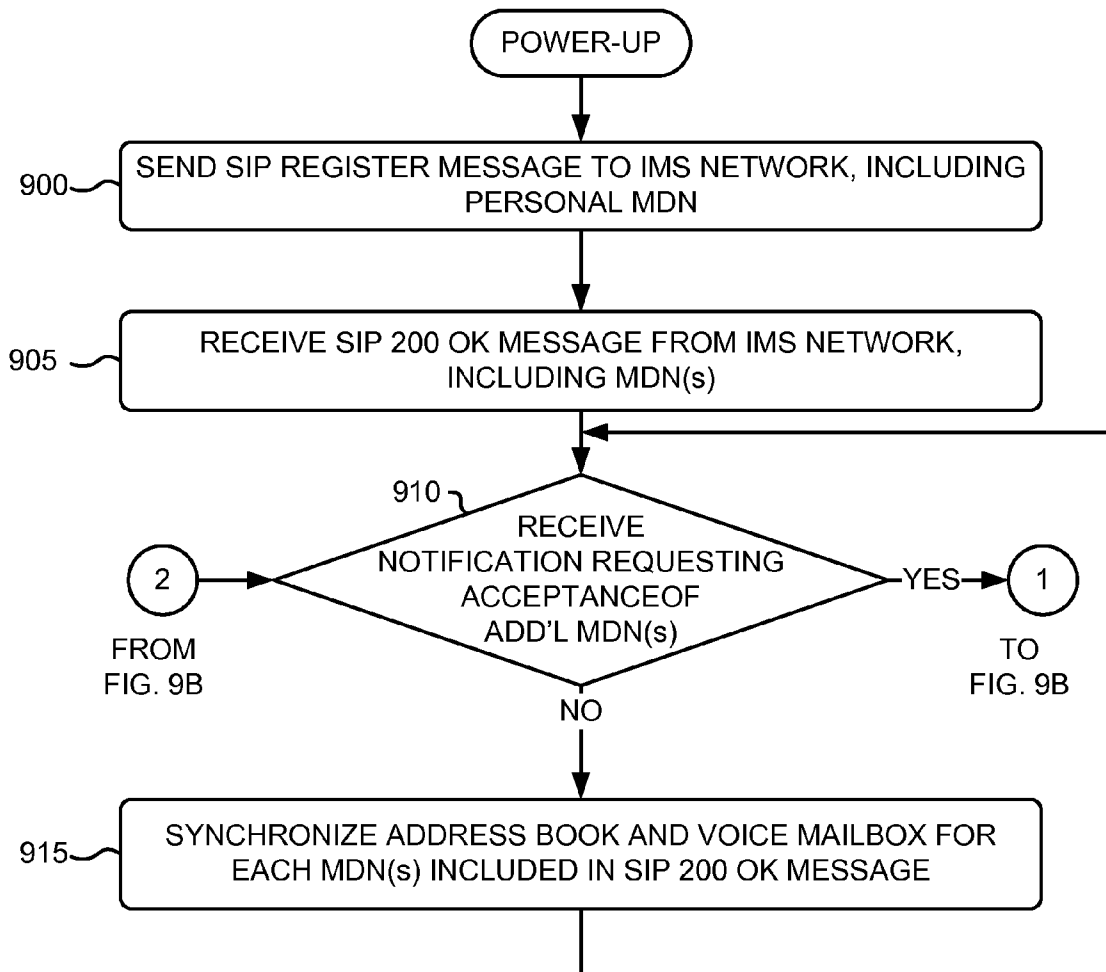 POWER-UP
900
SEND SIP REGISTER MESSAGE TO IMS NETWORK, INCLUDING
PERSONAL MDN
905
RECEIVE SIP 200 OK MESSAGE FROM IMS NETWORK,
INCLUDING MDN(s)
910
RECEIVE
NOTIFICATION REQUESTING
ACCEPTANCEOF
ADD'L MDN(s)
2
FROM
FIG. 9B
YES
1
TO
FIG. 9B
NO
915
SYNCHRONIZE ADDRESS BOOK AND VOICE MAILBOX FOR
EACH MDN(s) INCLUDED IN SIP 200 OK MESSAGE